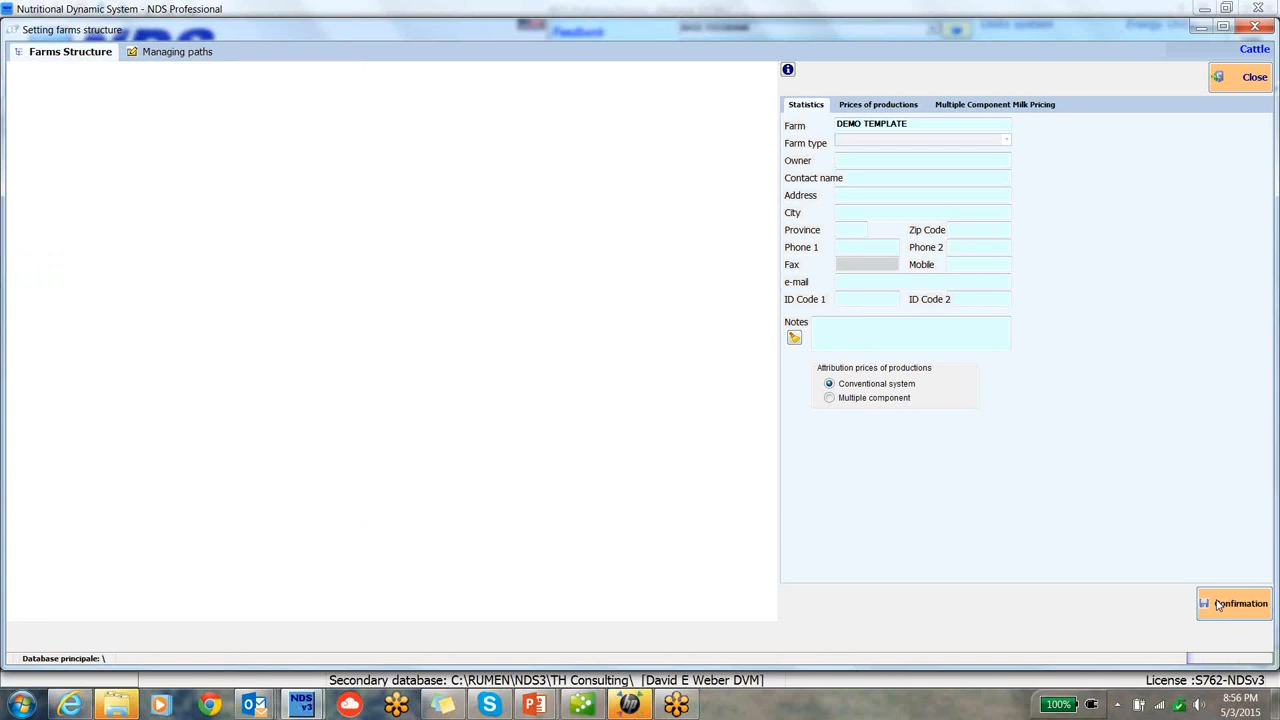 Nutritional Dynamic System - NDS Professional
Setting farms structure
Feedback
Farms Structure
Managing paths
Cattle
Close
Statistics
Prices of productions
Multiple Component Milk Pricing
Farm
DEMO TEMPLATE
Farm type
Owner
Contact name
Address
City
Province
Zip Code
Phone 1
Phone 2
Fax
Mobile
e-mail
ID Code 1
ID Code 2
Notes
Attribution prices of productions
Conventional system
Multiple component
Confirmation
Database principale: \
Secondary database: C:\RUMEN\NDS3\TH Consulting\ [David E Weber DVM]
License :S762-NDSv3
NDS
v3
100%
8:56 PM
5/3/2015